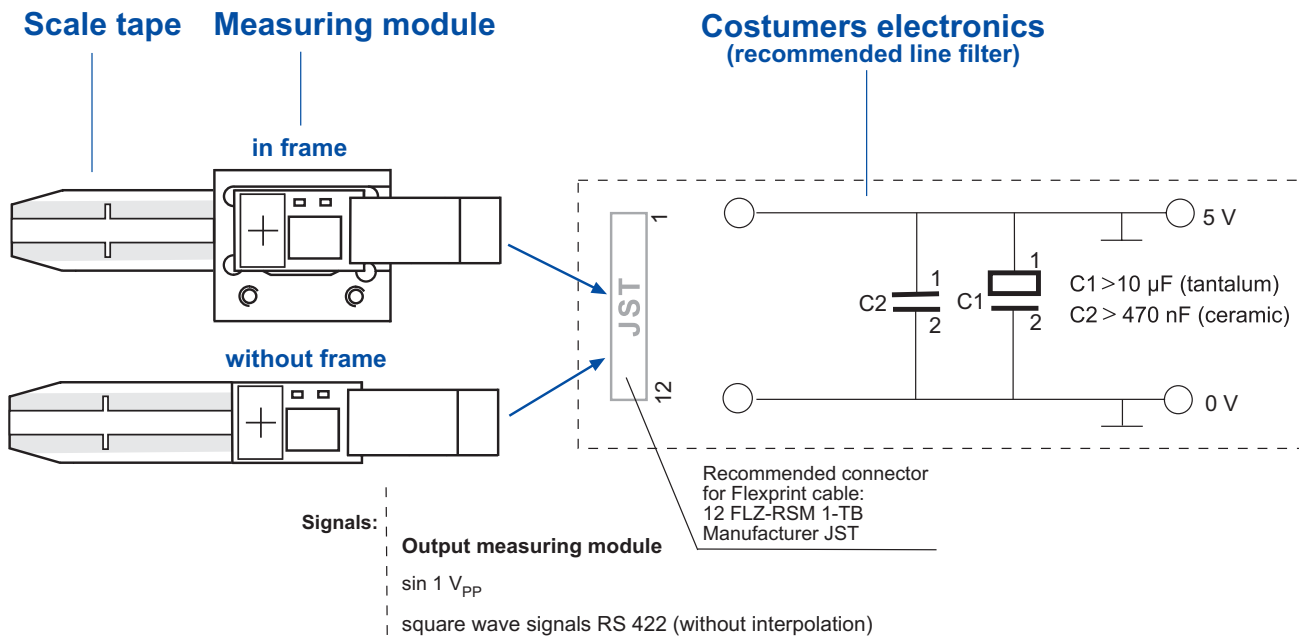 Scale tape
Measuring module
Costumers electronics
(recommended line filter)
in frame
1
JST
12
5 V
1
C2
2
1
C1
2
C1 >10 µF (tantalum)
C2 > 470 nF (ceramic)
0 V
without frame
Recommended connector
for Flexprint cable:
12 FLZ-RSM 1-TB
Manufacturer JST
Signals:
Output measuring module
sin 1 VPP
square wave signals RS 422 (without interpolation)